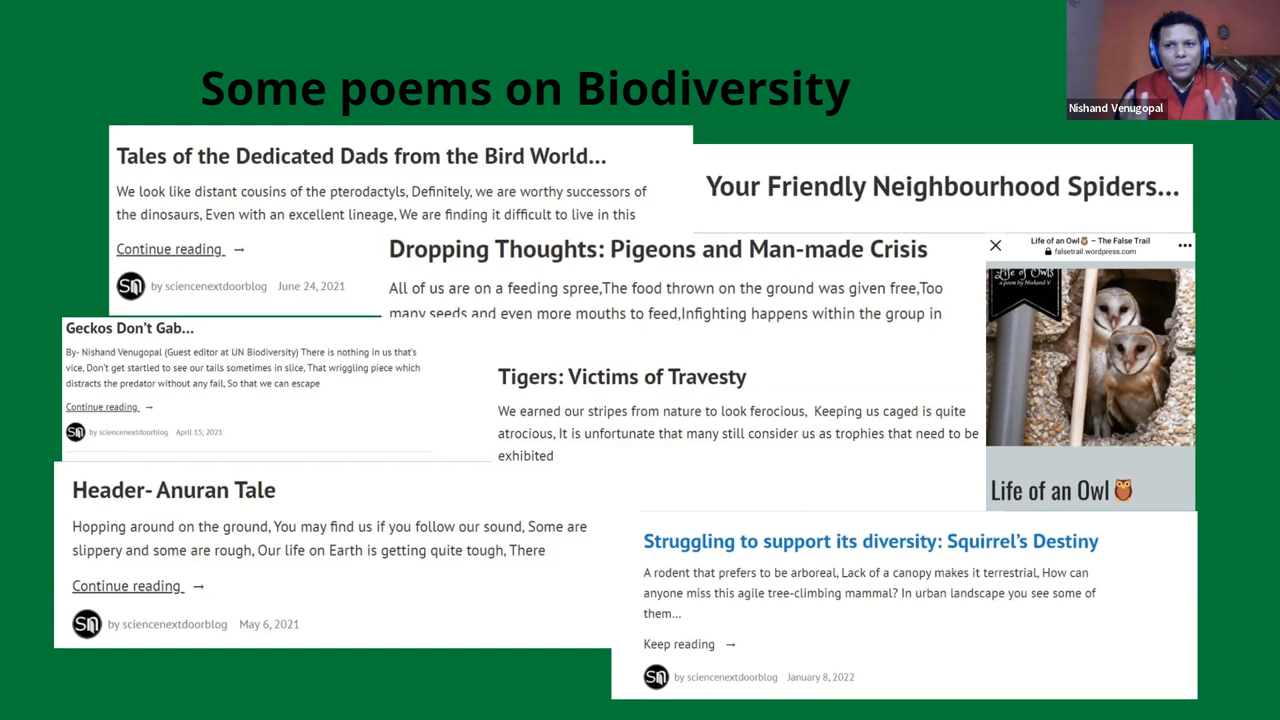 Some poems on Biodiversity
Nishand Venugopal
Tales of the Dedicated Dads from the Bird World...
We look like distant cousins of the pterodactyls, Definitely, we are worthy successors of
the dinosaurs, Even with an excellent lineage, We are finding it difficult to live in this
Continue reading →
SN by sciencenextdoorblog June 24, 2021
Your Friendly Neighbourhood Spiders...
Dropping Thoughts: Pigeons and Man-made Crisis
All of us are on a feeding spree,The food thrown on the ground was given free,Too
many seeds and even more mouths to feed,Infighting happens within the group in
Life of an Owl🦉 – The False Trail
falsetrail.wordpress.com
Life of Owls
a poem by Nishand V
Life of an Owl🦉
Geckos Don't Gab...
By- Nishand Venugopal (Guest editor at UN Biodiversity) There is nothing in us that's
vice, Don't get startled to see our tails sometimes in slice, That wriggling piece which
distracts the predator without any fail, So that we can escape
Continue reading →
SN by sciencenextdoorblog April 15, 2021
Tigers: Victims of Travesty
We earned our stripes from nature to look ferocious, Keeping us caged is quite
atrocious, It is unfortunate that many still consider us as trophies that need to be
exhibited
Header- Anuran Tale
Hopping around on the ground, You may find us if you follow our sound, Some are
slippery and some are rough, Our life on Earth is getting quite tough, There
Continue reading →
SN by sciencenextdoorblog May 6, 2021
Struggling to support its diversity: Squirrel's Destiny
A rodent that prefers to be arboreal, Lack of a canopy makes it terrestrial, How can
anyone miss this agile tree-climbing mammal? In urban landscape you see some of
them...
Keep reading →
SN by sciencenextdoorblog January 8, 2022